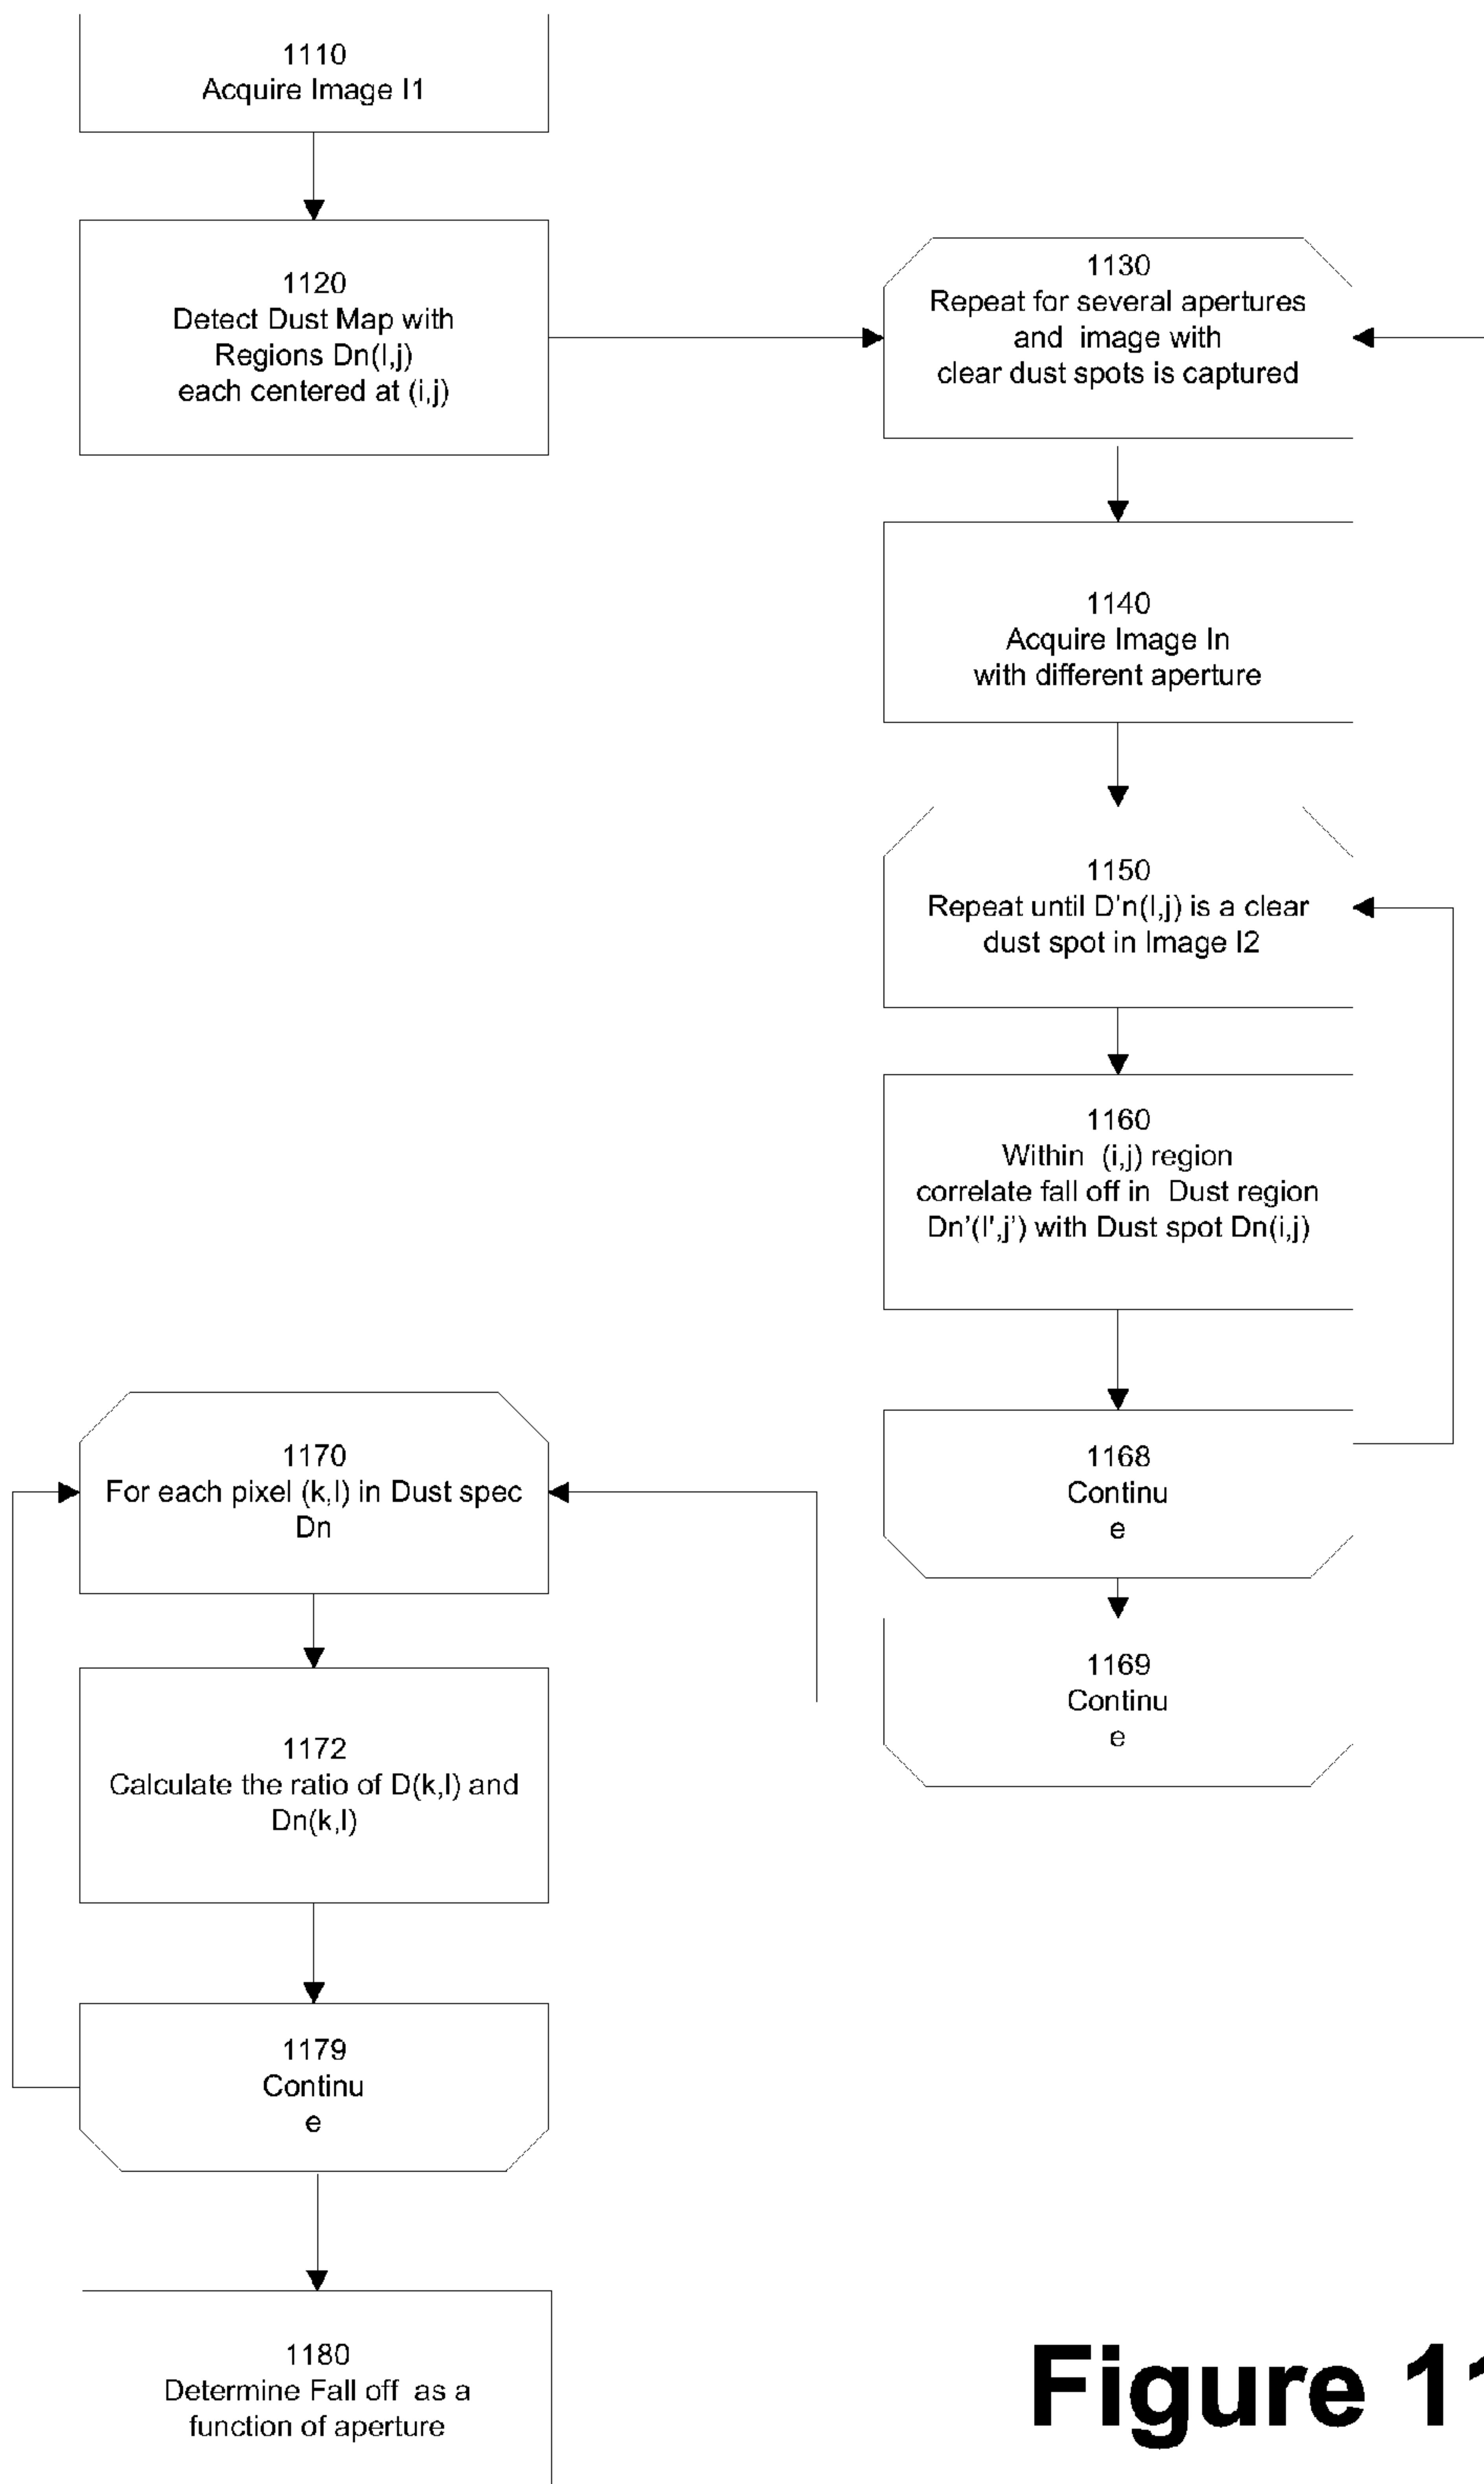 1110
Acquire Image I1
1120
Detect Dust Map with
Regions Dn(I,j)
each centered at (i,j)
1130
Repeat for several apertures
and image with
clear dust spots is captured
1140
Acquire Image In
with different aperture
1150
Repeat until D'n(I,j) is a clear
dust spot in Image I2
1160
Within (i,j) region
correlate fall off in Dust region
Dn'(I',j') with Dust spot Dn(i,j)
1168
Continu
e
1169
Continu
e
1170
For each pixel (k,l) in Dust spec
Dn
1172
Calculate the ratio of D(k,l) and
Dn(k,l)
1179
Continu
e
1180
Determine Fall off as a
function of aperture
Figure 11